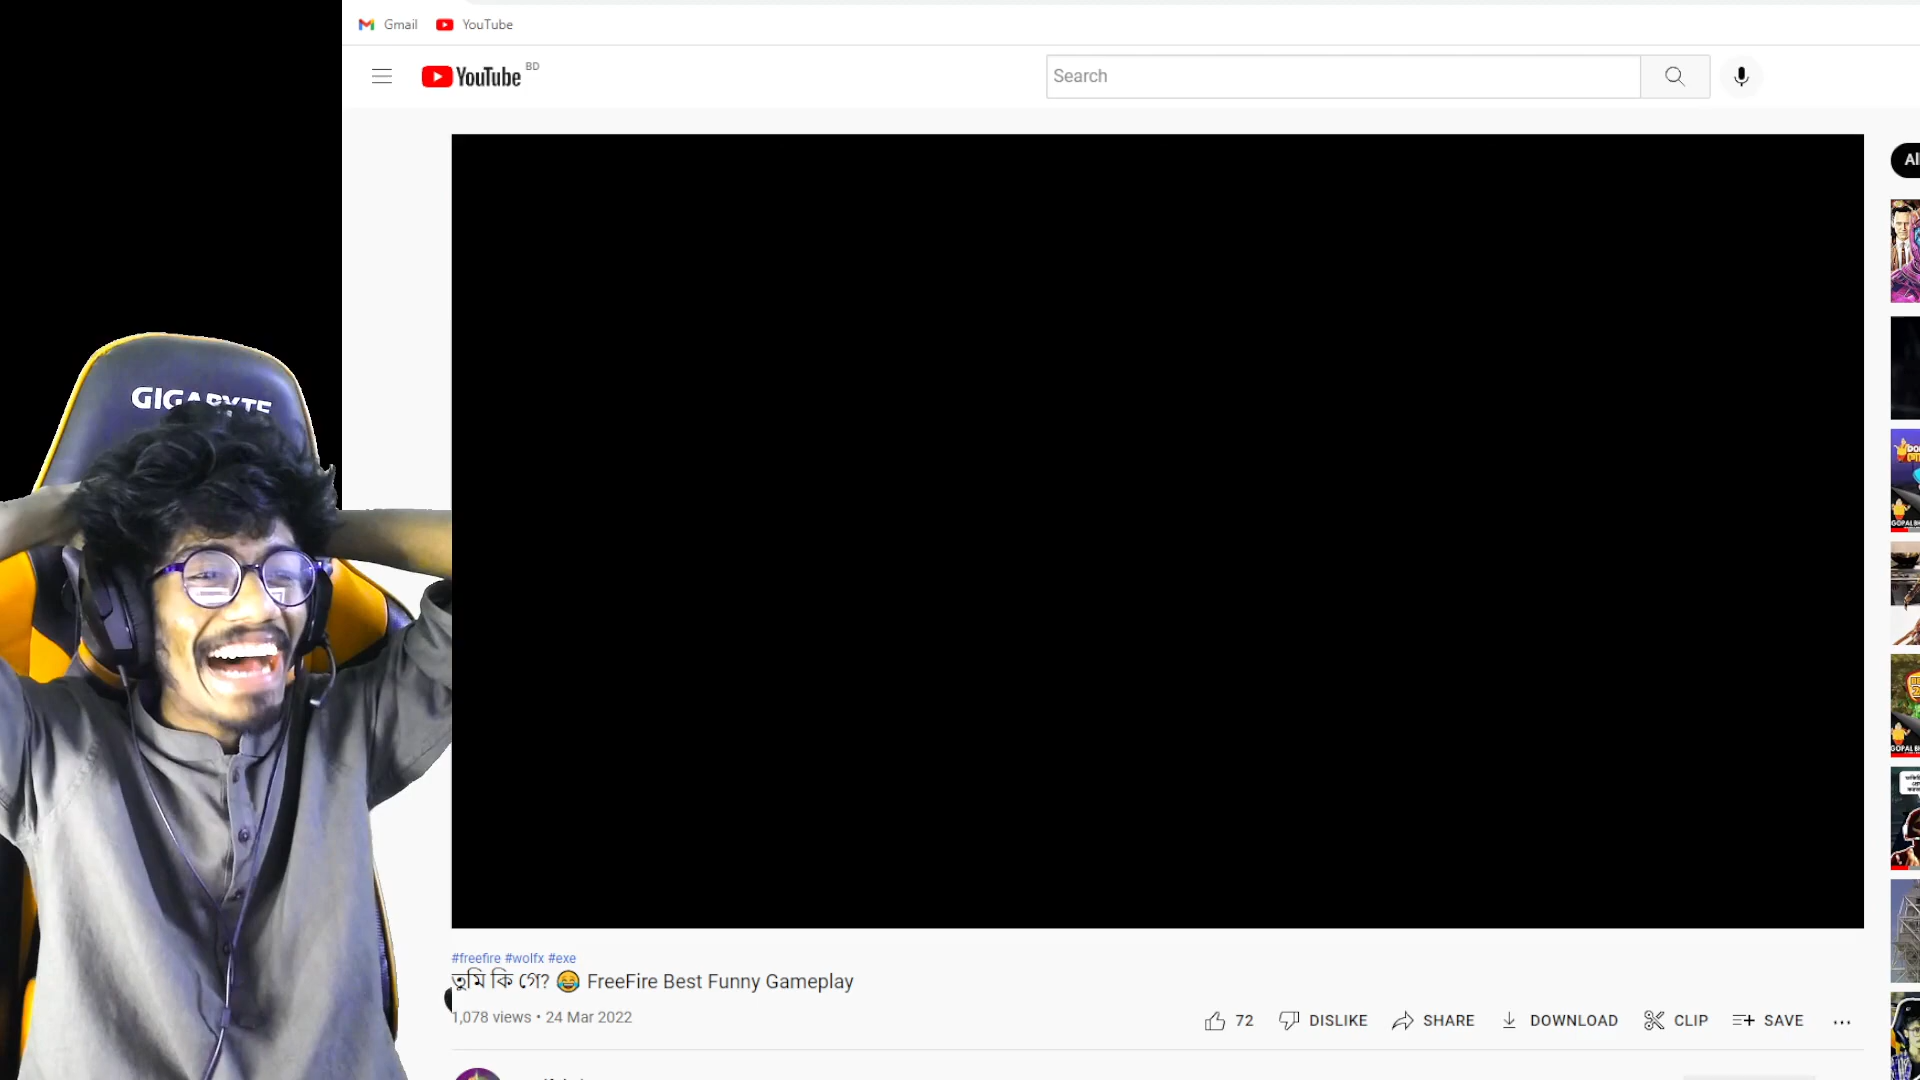 Gmail
YouTube
YouTube BD
Search
GIGABYTE
#freefire #wolfx #exe
তুমি কি গে? 😂 FreeFire Best Funny Gameplay
1,078 views • 24 Mar 2022
72
DISLIKE
SHARE
DOWNLOAD
CLIP
SAVE